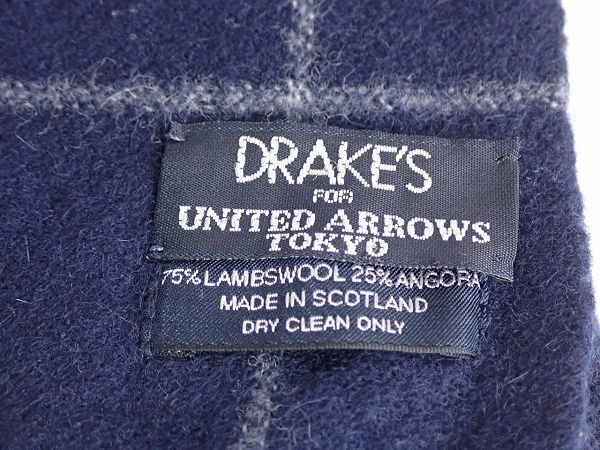 DRAKE'S
FOR
UNITED ARROWS
TOKYO
75% LAMBSWOOL 25% ANGORA
MADE IN SCOTLAND
DRY CLEAN ONLY